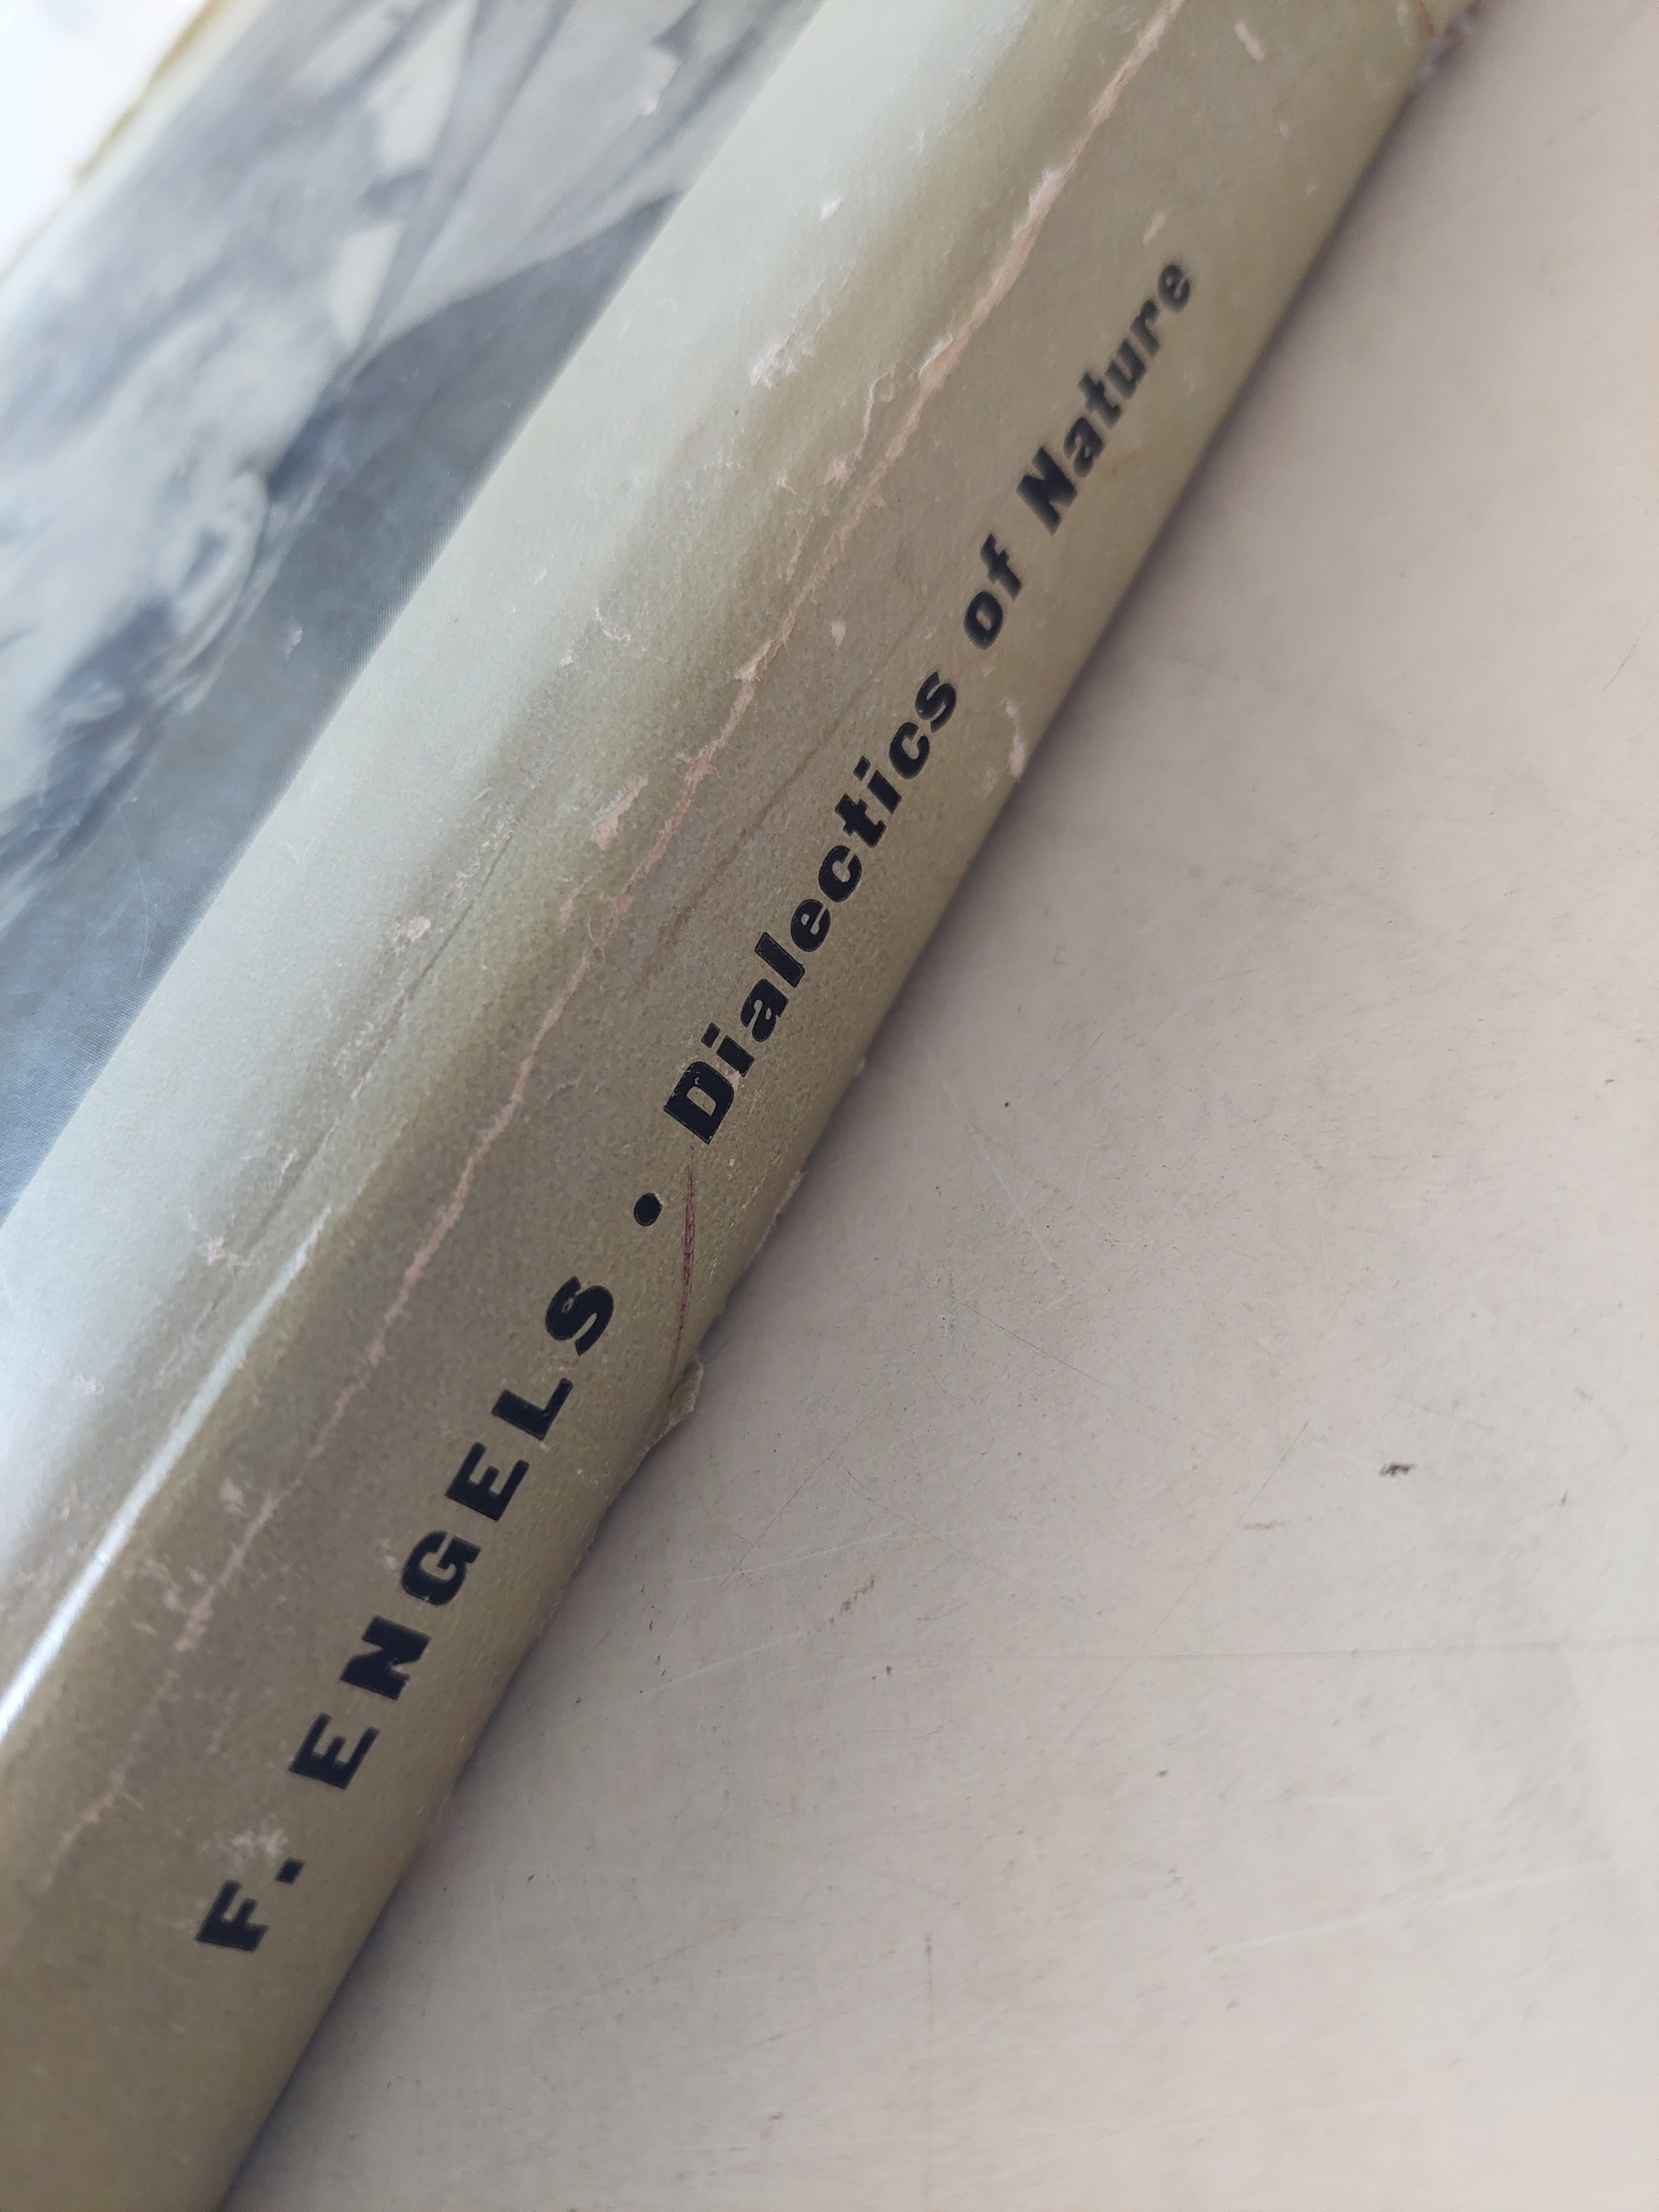 F. ENGELS • Dialectics of Nature